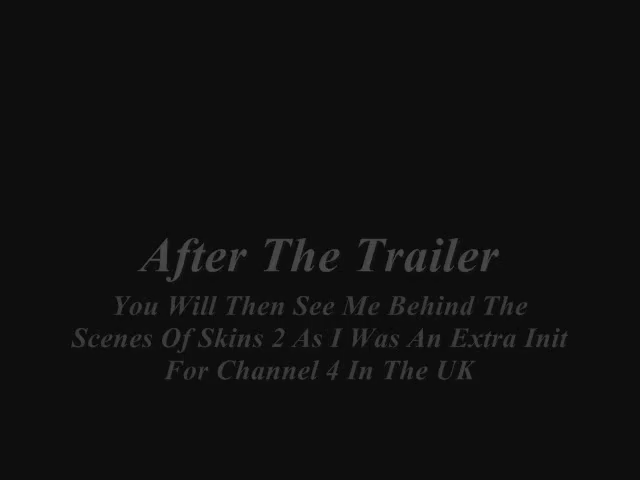 After The Trailer
You Will Then See Me Behind The
Scenes Of Skins 2 As I Was An Extra Init
For Channel 4 In The UK